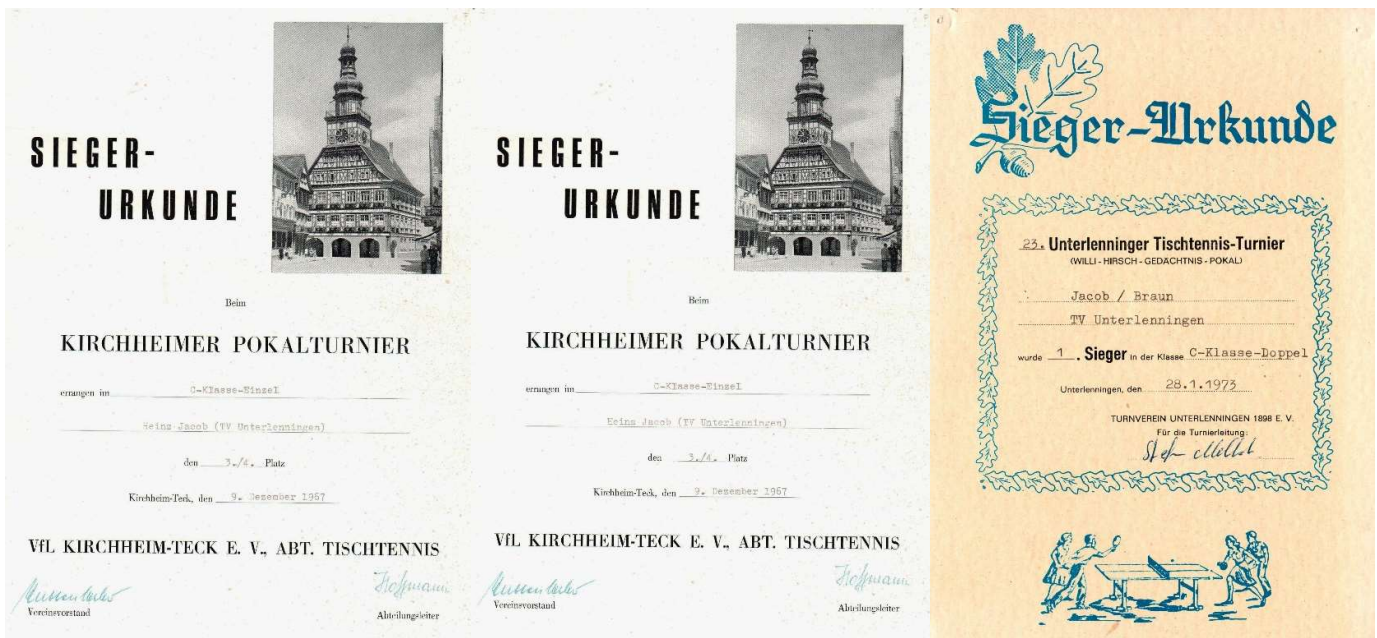 SIEGER-
URKUNDE
Beim
KIRCHHEIMER POKALTURNIER
errangen im C-Klasse-Einzel
Heinz Jacob (TV Unterlenningen)
den 3./4. Platz
Kirchheim-Teck, den 9. Dezember 1967
VfL KIRCHHEIM-TECK E. V., ABT. TISCHTENNIS
Hoffmann
Vereinsvorstand
Abteilungsleiter
SIEGER-
URKUNDE
Beim
KIRCHHEIMER POKALTURNIER
errangen im C-Klasse-Einzel
Heinz Jacob (TV Unterlenningen)
den 3./4. Platz
Kirchheim-Teck, den 9. Dezember 1967
VfL KIRCHHEIM-TECK E. V., ABT. TISCHTENNIS
Hoffmann
Vereinsvorstand
Abteilungsleiter
Sieger-Urkunde
23. Unterlenninger Tischtennis-Turnier
(WILLI-HIRSCH-GEDÄCHTNIS-POKAL)
Jacob / Braun
TV Unterlenningen
wurde 1. Sieger in der Klasse C-Klasse-Doppel
Unterlenningen, den 28.1.1973
TURNVEREIN UNTERLENNINGEN 1898 E. V.
Für die Turnierleitung: